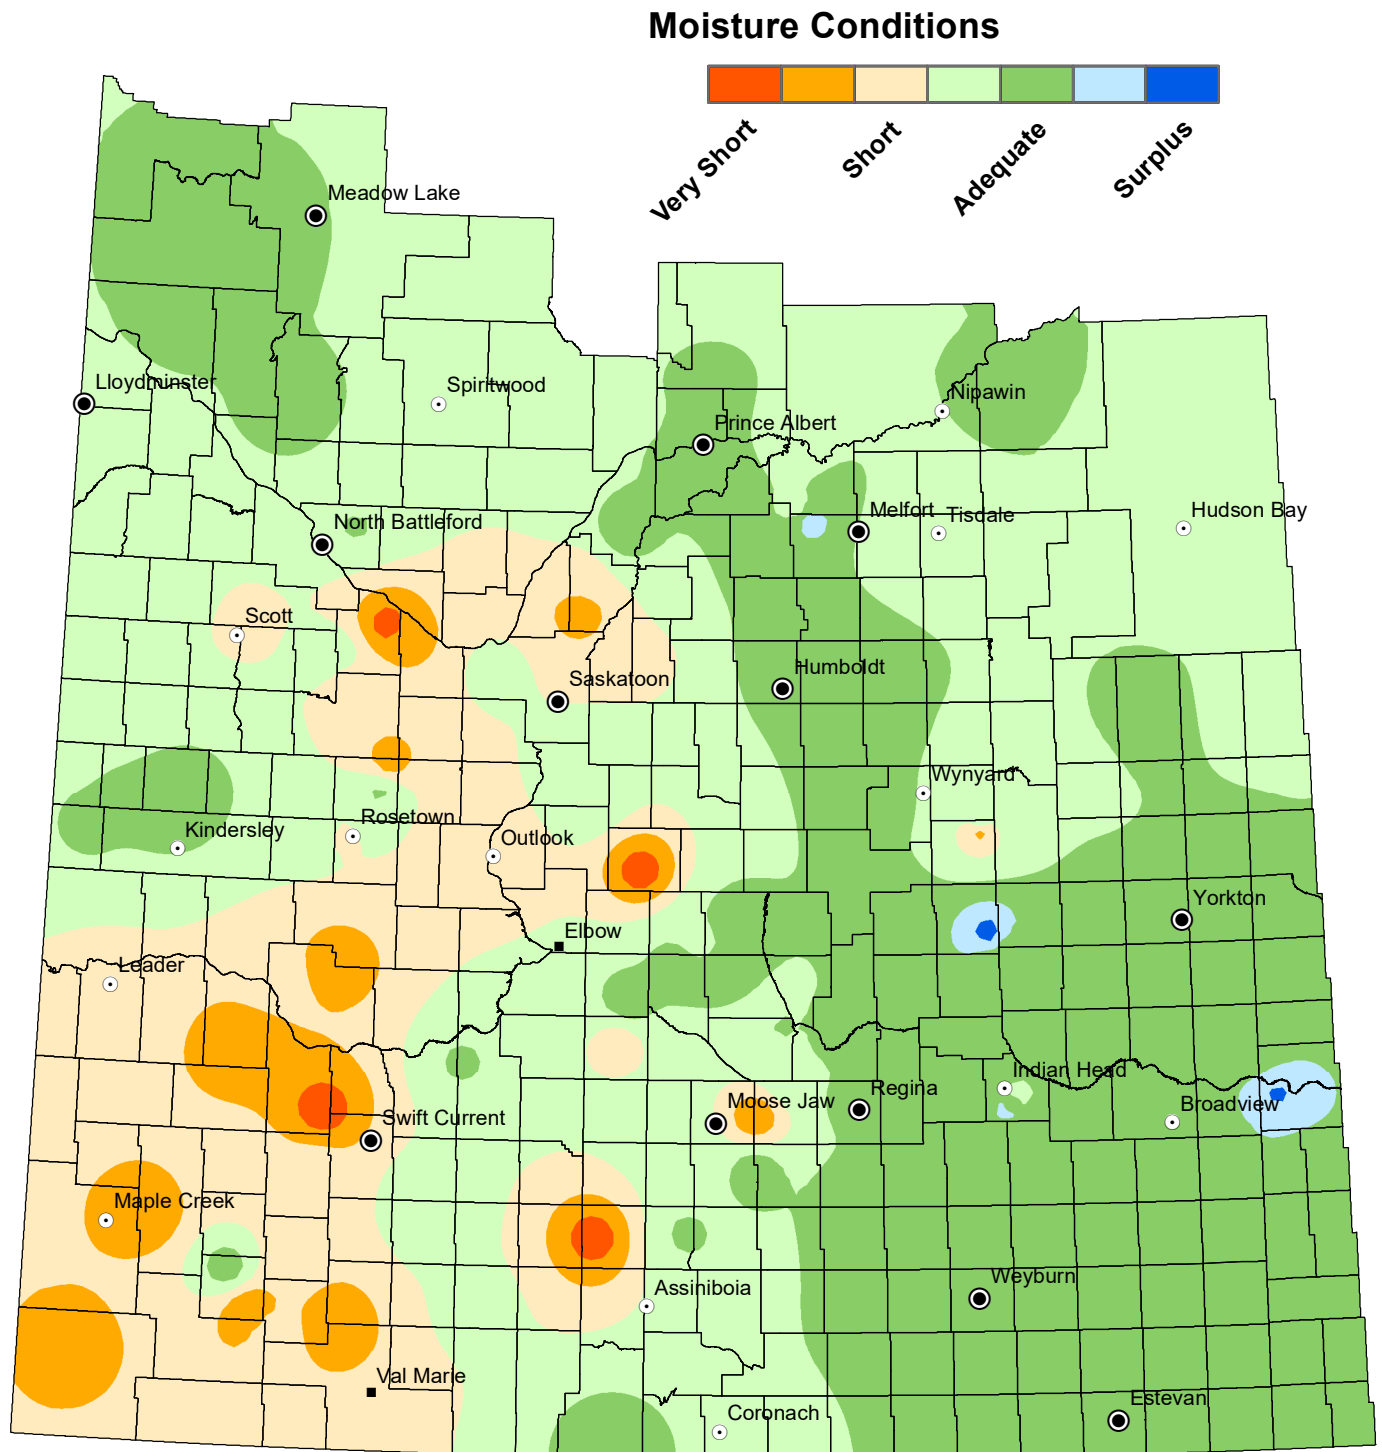 Moisture Conditions
Very Short
Short
Adequate
Surplus
Meadow Lake
Lloydminster
Spiritwood
Nipawin
Prince Albert
Hudson Bay
Melfort
Tisdale
North Battleford
Scott
Humboldt
Saskatoon
Wynyard
Rosetown
Kindersley
Outlook
Yorkton
Elbow
Leader
Indian Head
Regina
Moose Jaw
Broadview
Swift Current
Maple Creek
Weyburn
Assiniboia
Val Marie
Estevan
Coronach